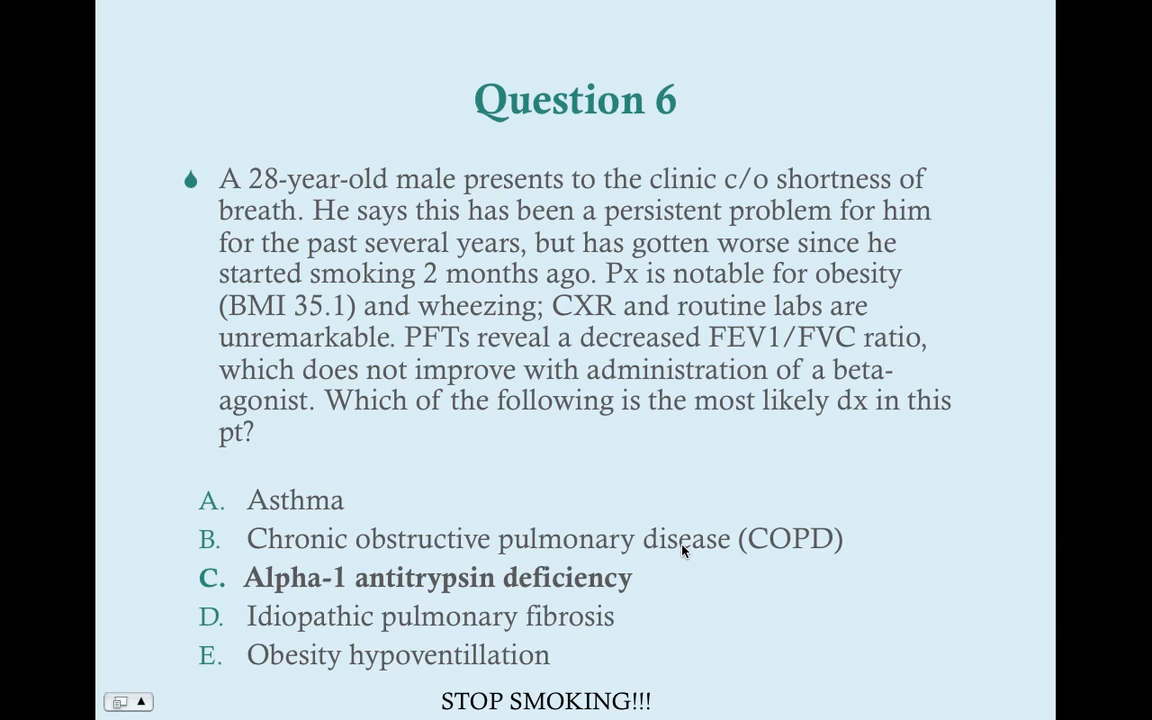 Question 6
A 28-year-old male presents to the clinic c/o shortness of
breath. He says this has been a persistent problem for him
for the past several years, but has gotten worse since he
started smoking 2 months ago. Px is notable for obesity
(BMI 35.1) and wheezing; CXR and routine labs are
unremarkable. PFTs reveal a decreased FEV1/FVC ratio,
which does not improve with administration of a beta-
agonist. Which of the following is the most likely dx in this
pt?
A. Asthma
B. Chronic obstructive pulmonary disease (COPD)
C. Alpha-1 antitrypsin deficiency
D. Idiopathic pulmonary fibrosis
E. Obesity hypoventillation
STOP SMOKING!!!